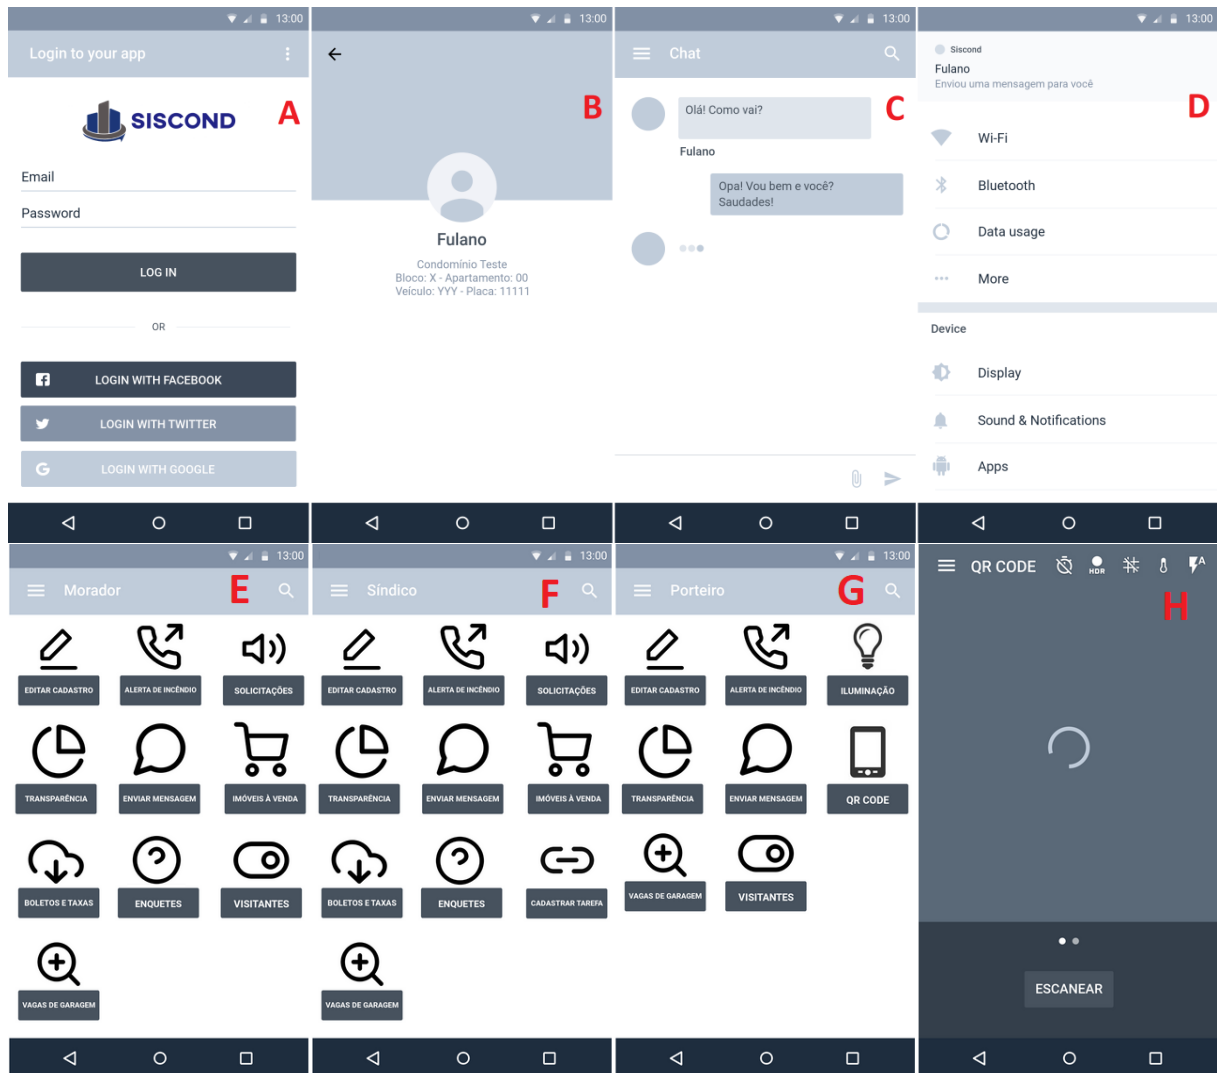 13:00
Login to your app
A
SISCOND
Email
Password
LOG IN
OR
LOGIN WITH FACEBOOK
LOGIN WITH TWITTER
LOGIN WITH GOOGLE
13:00
B
Fulano
Condomínio Teste
Bloco: X - Apartamento: 00
Veículo: YYY - Placa: 11111
13:00
Chat
C
Olá! Como vai?
Fulano
Opa! Vou bem e você?
Saudades!
13:00
Siscond
Fulano
Enviou uma mensagem para você
D
Wi-Fi
Bluetooth
Data usage
More
Device
Display
Sound & Notifications
Apps
13:00
Morador
E
EDITAR CADASTRO
ALERTA DE INCÊNDIO
SOLICITAÇÕES
TRANSPARÊNCIA
ENVIAR MENSAGEM
IMÓVEIS À VENDA
BOLETOS E TAXAS
ENQUETES
VISITANTES
VAGAS DE GARAGEM
13:00
Síndico
F
EDITAR CADASTRO
ALERTA DE INCÊNDIO
SOLICITAÇÕES
TRANSPARÊNCIA
ENVIAR MENSAGEM
IMÓVEIS À VENDA
BOLETOS E TAXAS
ENQUETES
CADASTRAR TAREFA
VAGAS DE GARAGEM
13:00
Porteiro
G
EDITAR CADASTRO
ALERTA DE INCÊNDIO
ILUMINAÇÃO
TRANSPARÊNCIA
ENVIAR MENSAGEM
QR CODE
VAGAS DE GARAGEM
VISITANTES
QR CODE
HDR
A
H
ESCANEAR